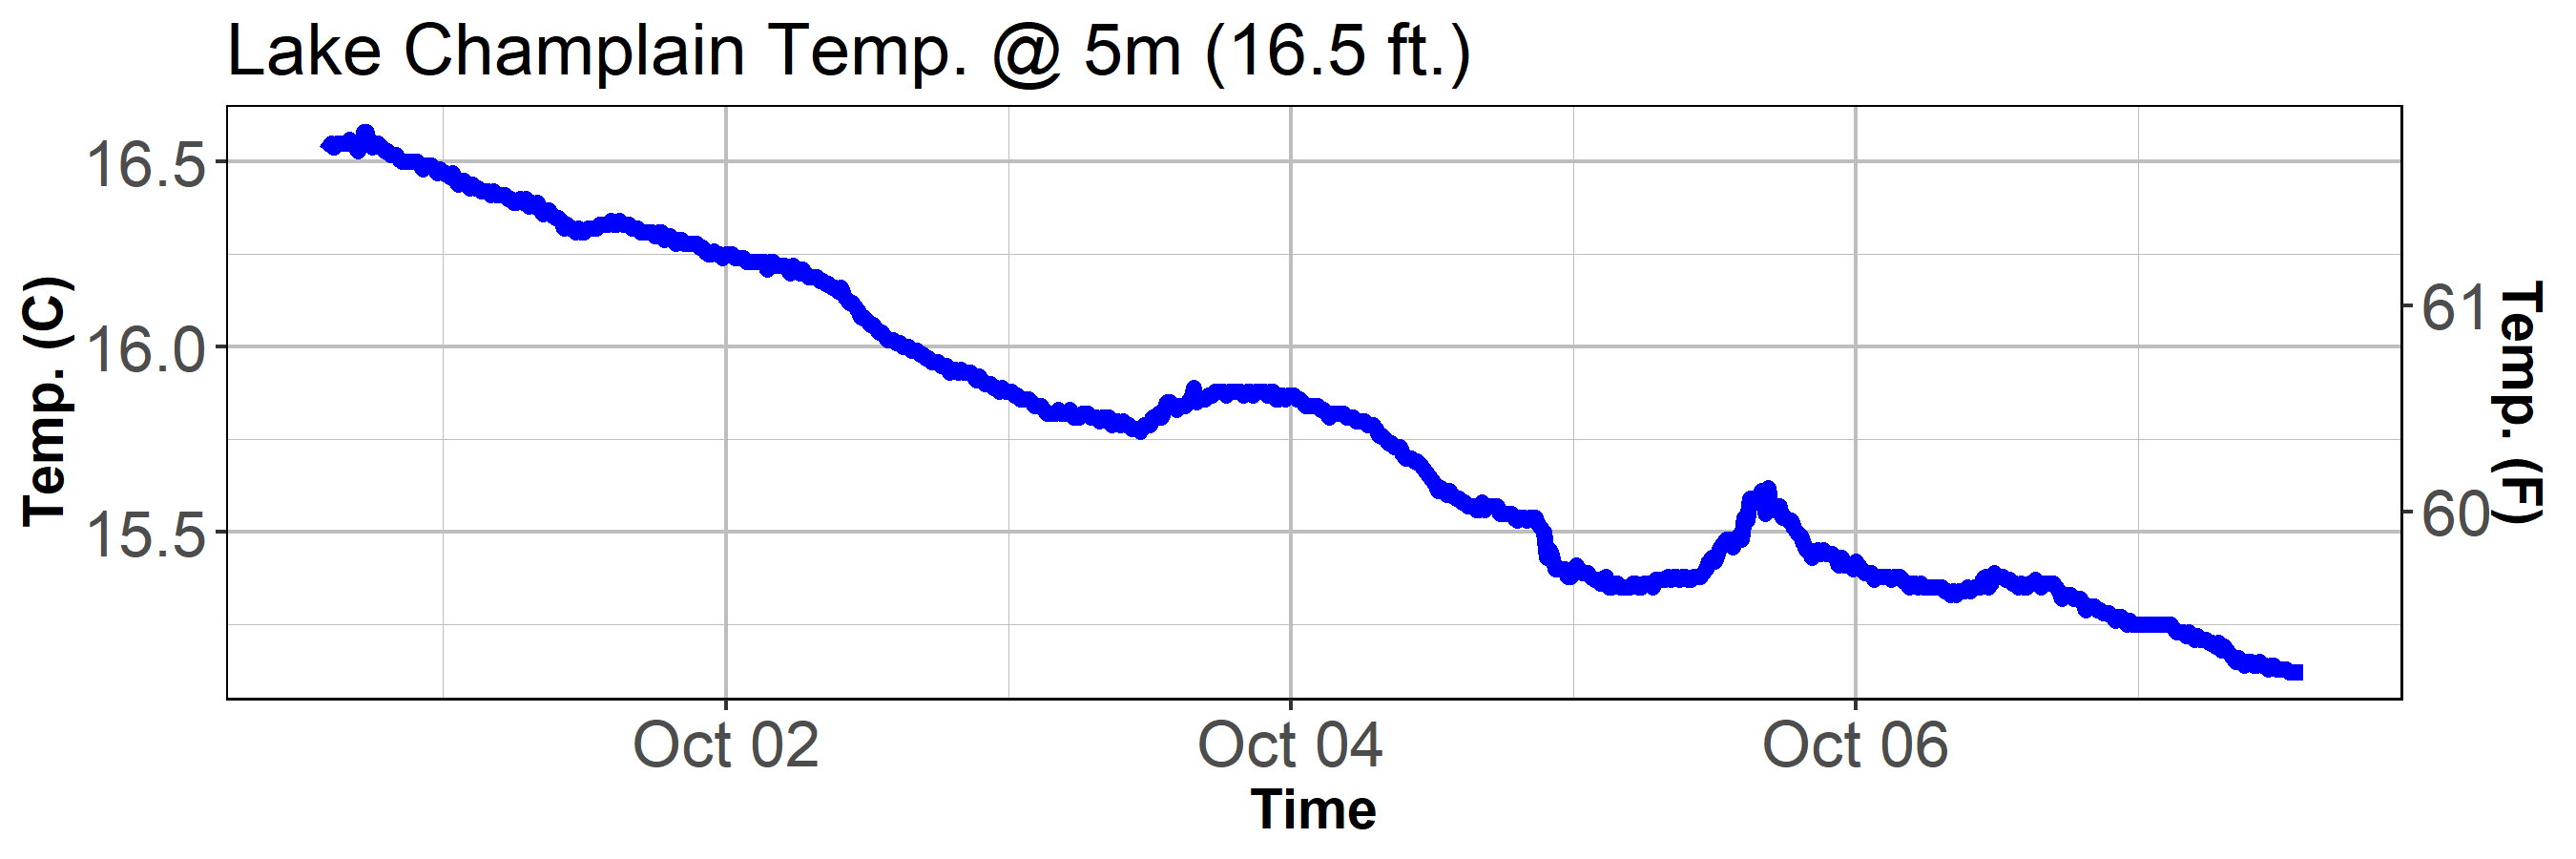 Lake Champlain Temp. @ 5m (16.5 ft.)
Temp. (C)
16.5
16.0
15.5
61
60
Temp. (F)
Oct 02 Oct 04 Oct 06
Time